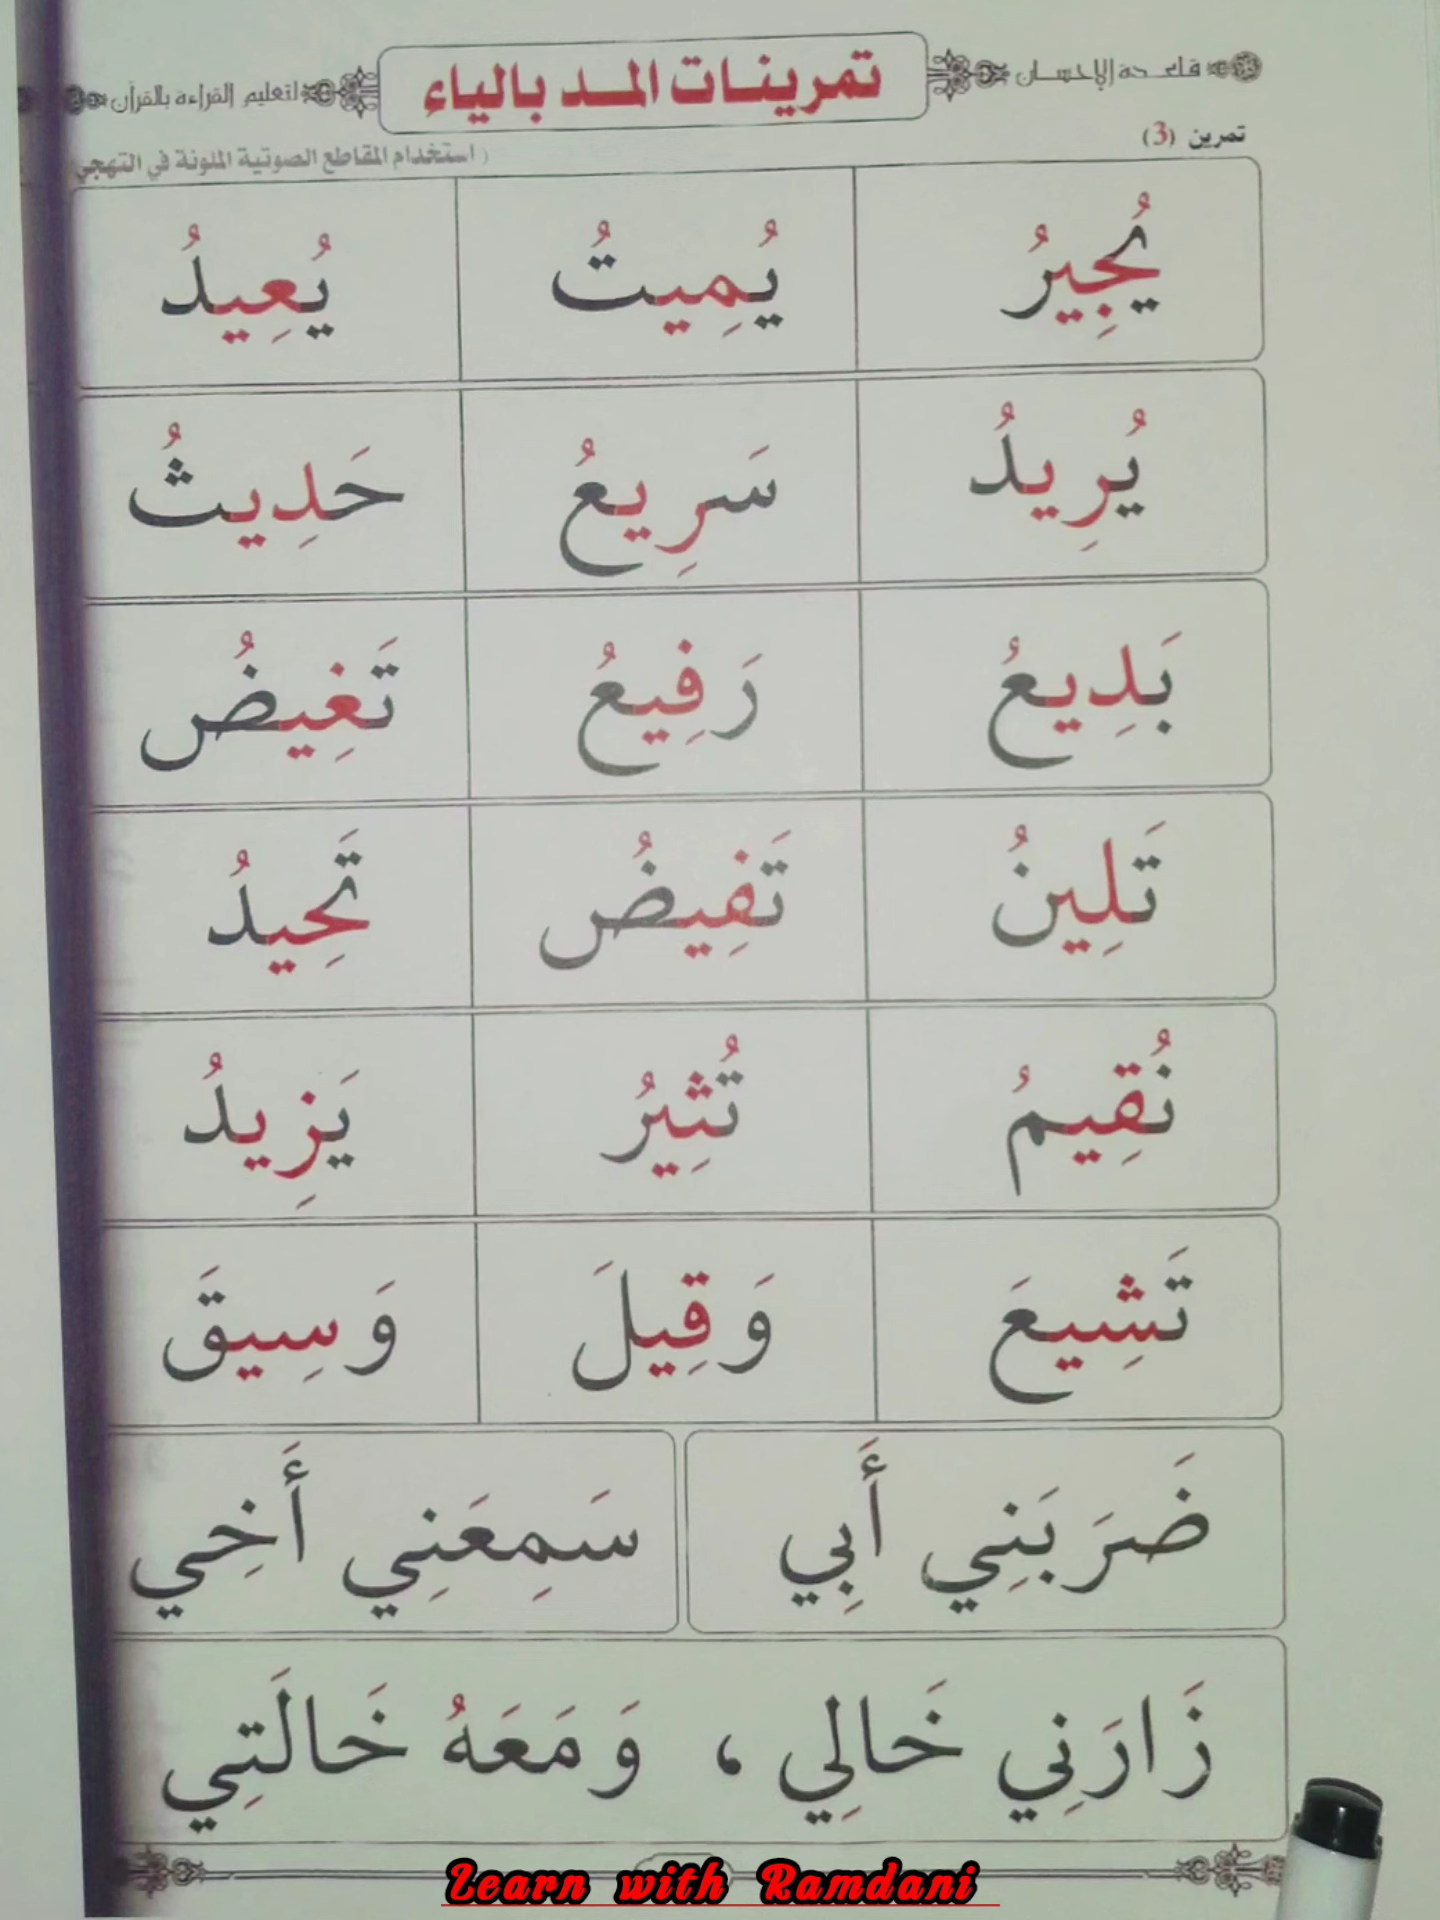 قاعدة الإحسان تمرينات المد بالياء لتعليم القراءة بالقرآن
تمرين (3)
( استخدام المقاطع الصوتية الملونة في التهجي
يُجِيرُ يُمِيتُ يُعِيدُ
يُرِيدُ سَرِيعُ حَدِيثُ
بَدِيعُ رَفِيعُ تَغِيضُ
تَلِينُ تَفِيضُ تَحِيدُ
نُقِيمُ تُثِيرُ يَزِيدُ
تَشِيعَ وَقِيلَ وَسِيقَ
ضَرَبَنِي أَبِي سَمِعَنِي أَخِي
زَارَنِي خَالِي ، وَمَعَهُ خَالَتِي
Learn with Ramdani